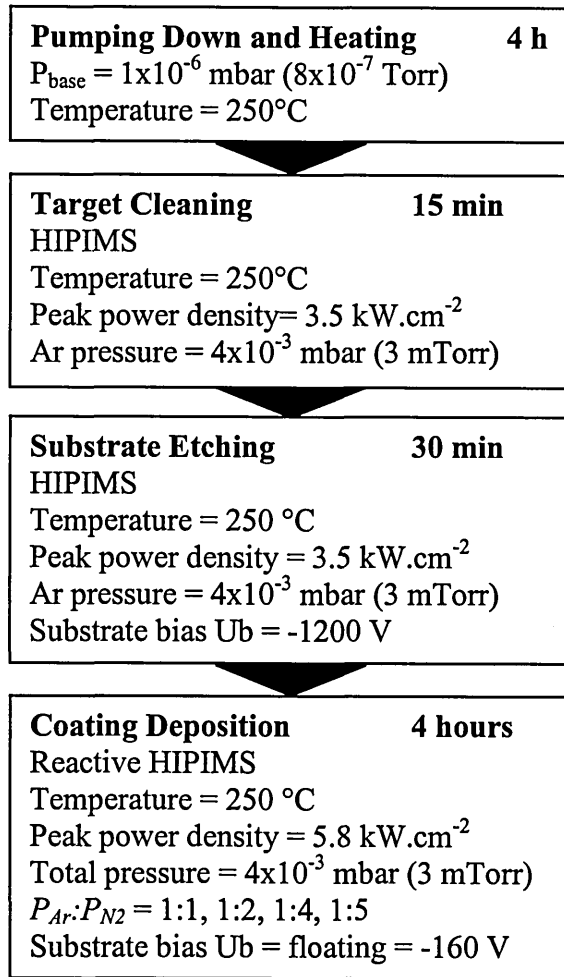 Pumping Down and Heating 4 h
P_base = 1x10⁻⁶ mbar (8x10⁻⁷ Torr)
Temperature = 250°C
Target Cleaning 15 min
HIPIMS
Temperature = 250°C
Peak power density= 3.5 kW.cm⁻²
Ar pressure = 4x10⁻³ mbar (3 mTorr)
Substrate Etching 30 min
HIPIMS
Temperature = 250 °C
Peak power density = 3.5 kW.cm⁻²
Ar pressure = 4x10⁻³ mbar (3 mTorr)
Substrate bias Ub = -1200 V
Coating Deposition 4 hours
Reactive HIPIMS
Temperature = 250 °C
Peak power density = 5.8 kW.cm⁻²
Total pressure = 4x10⁻³ mbar (3 mTorr)
P_Ar:P_N2 = 1:1, 1:2, 1:4, 1:5
Substrate bias Ub = floating = -160 V